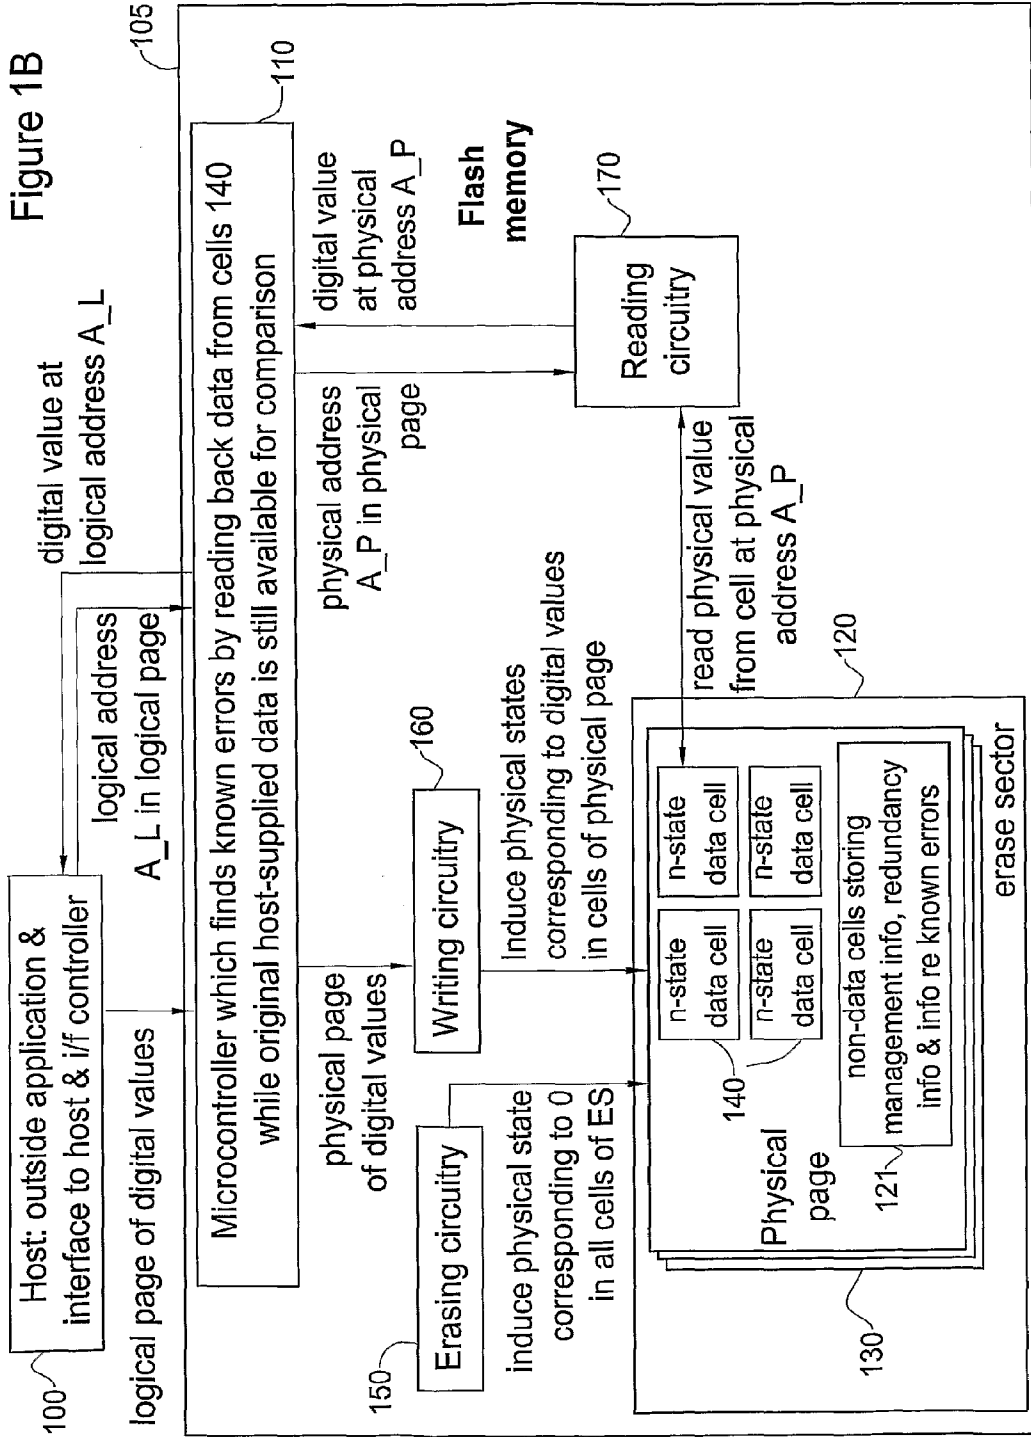 Figure 1B
105
100
Host: outside application &
interface to host & i/f controller
digital value at
logical address A_L
logical address
A_L in logical page
logical page of digital values
110
Microcontroller which finds known errors by reading back data from cells 140
while original host-supplied data is still available for comparison
physical page
of digital values
physical address
A_P in physical
page
digital value
at physical
address A_P
Flash
memory
150
Erasing circuitry
160
Writing circuitry
170
Reading
circuitry
induce physical state
corresponding to 0
in all cells of ES
Induce physical states
corresponding to digital values
in cells of physical page
read physical value
from cell at physical
address A_P
120
130
Physical
page
140
n-state
data cell
n-state
data cell
n-state
data cell
n-state
data cell
121
non-data cells storing
management info, redundancy
info & info re known errors
erase sector